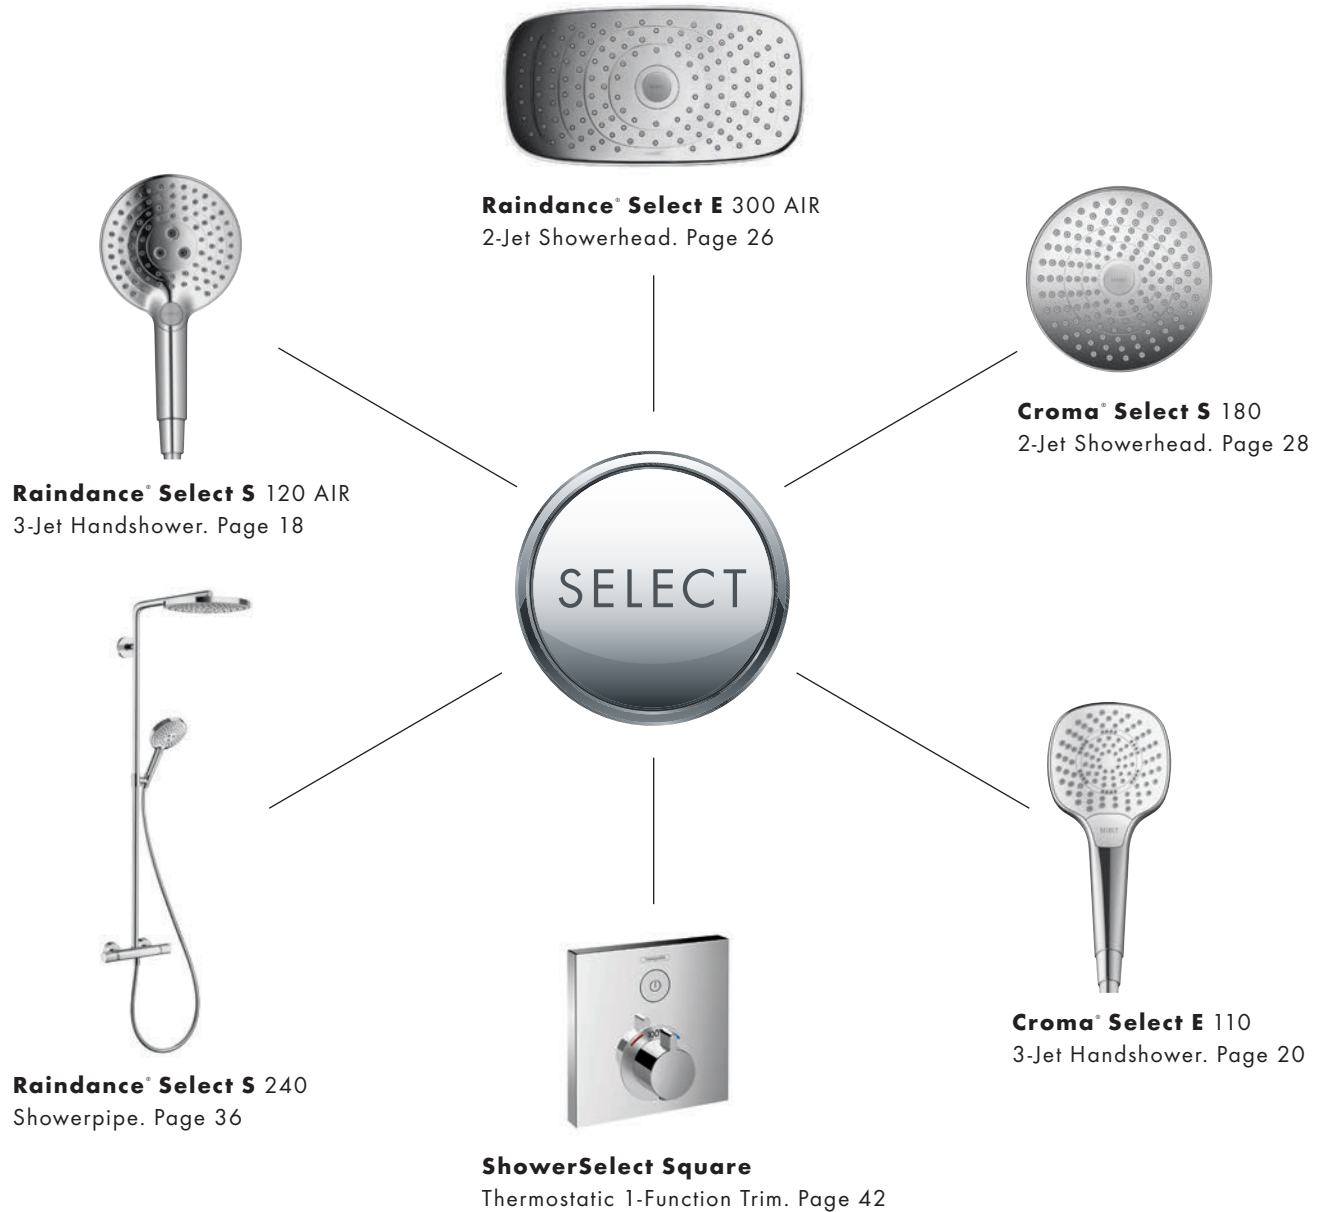 Raindance® Select E 300 AIR
2-Jet Showerhead. Page 26
Croma® Select S 180
2-Jet Showerhead. Page 28
Raindance® Select S 120 AIR
3-Jet Handshower. Page 18
SELECT
SELECT
Croma® Select E 110
3-Jet Handshower. Page 20
Raindance® Select S 240
Showerpipe. Page 36
ShowerSelect Square
Thermostatic 1-Function Trim. Page 42